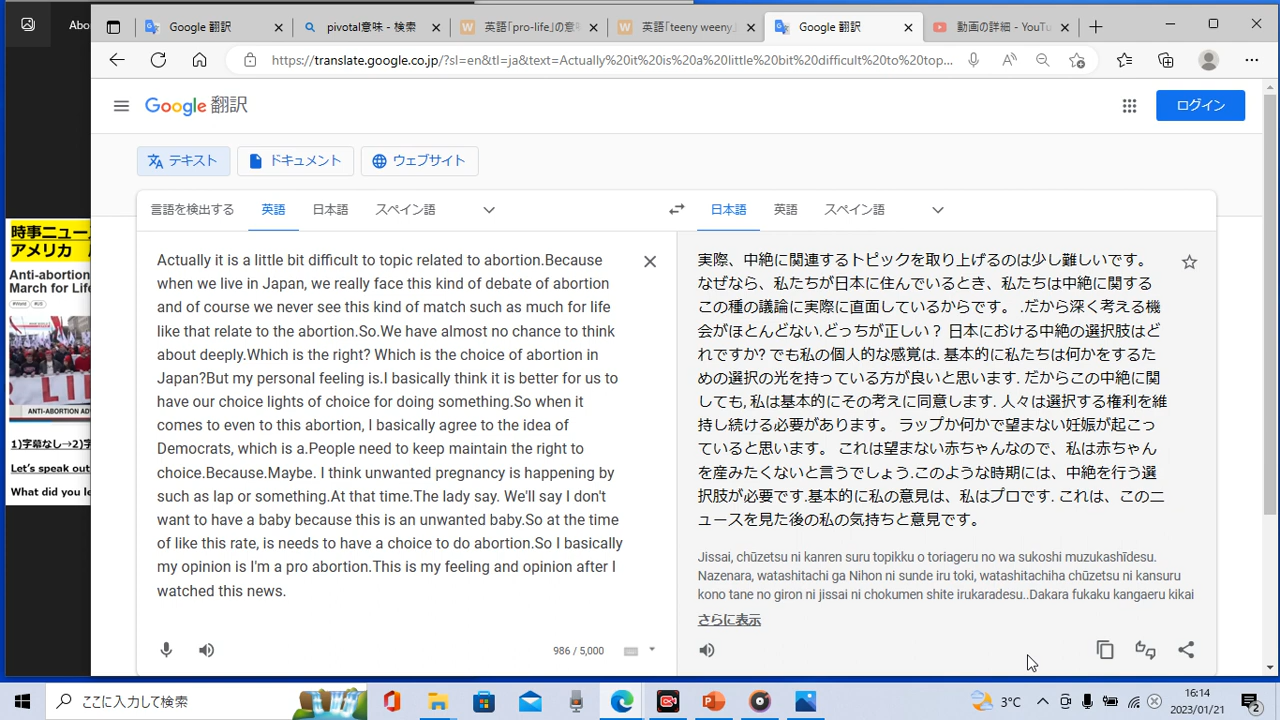 Abo
Google 翻訳
pivotal意味 - 検索
英語「pro-life」の意味
英語「teeny weeny」
Google 翻訳
動画の詳細 - YouTu
https://translate.google.co.jp/?sl=en&tl=ja&text=Actually%20it%20is%20a%20little%20bit%20difficult%20to%20top...
Google 翻訳
ログイン
テキスト
ドキュメント
ウェブサイト
言語を検出する
英語
日本語
スペイン語
日本語
英語
スペイン語
時事ニュー
アメリカ
Anti-abortion
March for Life
#World #US
LI
ANTI-ABORTION AD
1)字幕なし→2)字
Let's speak out
What did you le
Actually it is a little bit difficult to topic related to abortion.Because
when we live in Japan, we really face this kind of debate of abortion
and of course we never see this kind of match such as much for life
like that relate to the abortion.So.We have almost no chance to think
about deeply.Which is the right? Which is the choice of abortion in
Japan?But my personal feeling is.I basically think it is better for us to
have our choice lights of choice for doing something.So when it
comes to even to this abortion, I basically agree to the idea of
Democrats, which is a.People need to keep maintain the right to
choice.Because.Maybe. I think unwanted pregnancy is happening by
such as lap or something.At that time.The lady say. We'll say I don't
want to have a baby because this is an unwanted baby.So at the time
of like this rate, is needs to have a choice to do abortion.So I basically
my opinion is I'm a pro abortion.This is my feeling and opinion after I
watched this news.
986 / 5,000
実際、中絶に関連するトピックを取り上げるのは少し難しいです。
なぜなら、私たちが日本に住んでいるとき、私たちは中絶に関する
この種の議論に実際に直面しているからです。 .だから深く考える機
会がほとんどない.どっちが正しい？ 日本における中絶の選択肢はど
れですか? でも私の個人的な感覚は. 基本的に私たちは何かをするた
めの選択の光を持っている方が良いと思います. だからこの中絶に関
しても, 私は基本的にその考えに同意します. 人々は選択する権利を維
持し続ける必要があります。 ラップか何かで望まない妊娠が起こっ
ていると思います。 これは望まない赤ちゃんなので、私は赤ちゃん
を産みたくないと言うでしょう.このような時期には、中絶を行う選
択肢が必要です.基本的に私の意見は、私はプロです. これは、このニ
ュースを見た後の私の気持ちと意見です。
Jissai, chūzetsu ni kanren suru topikku o toriageru no wa sukoshi muzukashīdesu.
Nazenara, watashitachi ga Nihon ni sunde iru toki, watashitachiha chūzetsu ni kansuru
kono tane no giron ni jissai ni chokumen shite irukaradesu..Dakara fukaku kangaeru kikai
さらに表示
ここに入力して検索
3°C
16:14
2023/01/21
2